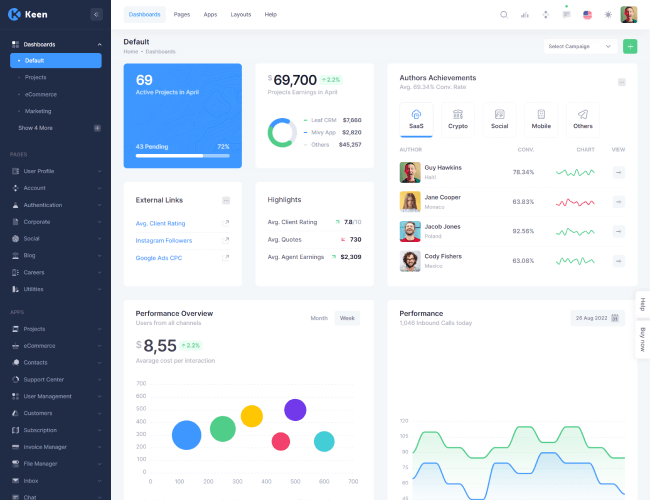 Keen
Dashboards
Pages
Apps
Layouts
Help
Dashboards
Default
Projects
eCommerce
Marketing
Show 4 More
PAGES
User Profile
Account
Authentication
Corporate
Social
Blog
Careers
Utilities
APPS
Projects
eCommerce
Contacts
Support Center
User Management
Customers
Subscription
Invoice Manager
File Manager
Inbox
Chat
Default
Home - Dashboards
Select Campaign
69
Active Projects in April
43 Pending 72%
$69,700 2.2%
Projects Earnings in April
Leaf CRM $7,660
Mivy App $2,820
Others $45,257
Authors Achievements
Avg. 69.34% Conv. Rate
SaaS
Crypto
Social
Mobile
Others
AUTHOR CONV. CHART VIEW
Guy Hawkins 78.34%
Haiti
Jane Cooper 63.83%
Monaco
Jacob Jones 92.56%
Poland
Cody Fishers 63.08%
Mexico
External Links
Avg. Client Rating
Instagram Followers
Google Ads CPC
Highlights
Avg. Client Rating 7.8/10
Avg. Quotes 730
Avg. Agent Earnings $2,309
Performance Overview
Users from all channels
Month Week
$8,55 2.2%
Average cost per interaction
700
600
500
400
300
200
100
0
0 100 200 300 400 500 600 700
Performance
1,046 Inbound Calls today
26 Aug 2022
120
105
90
75
60
45
Help
Buy now